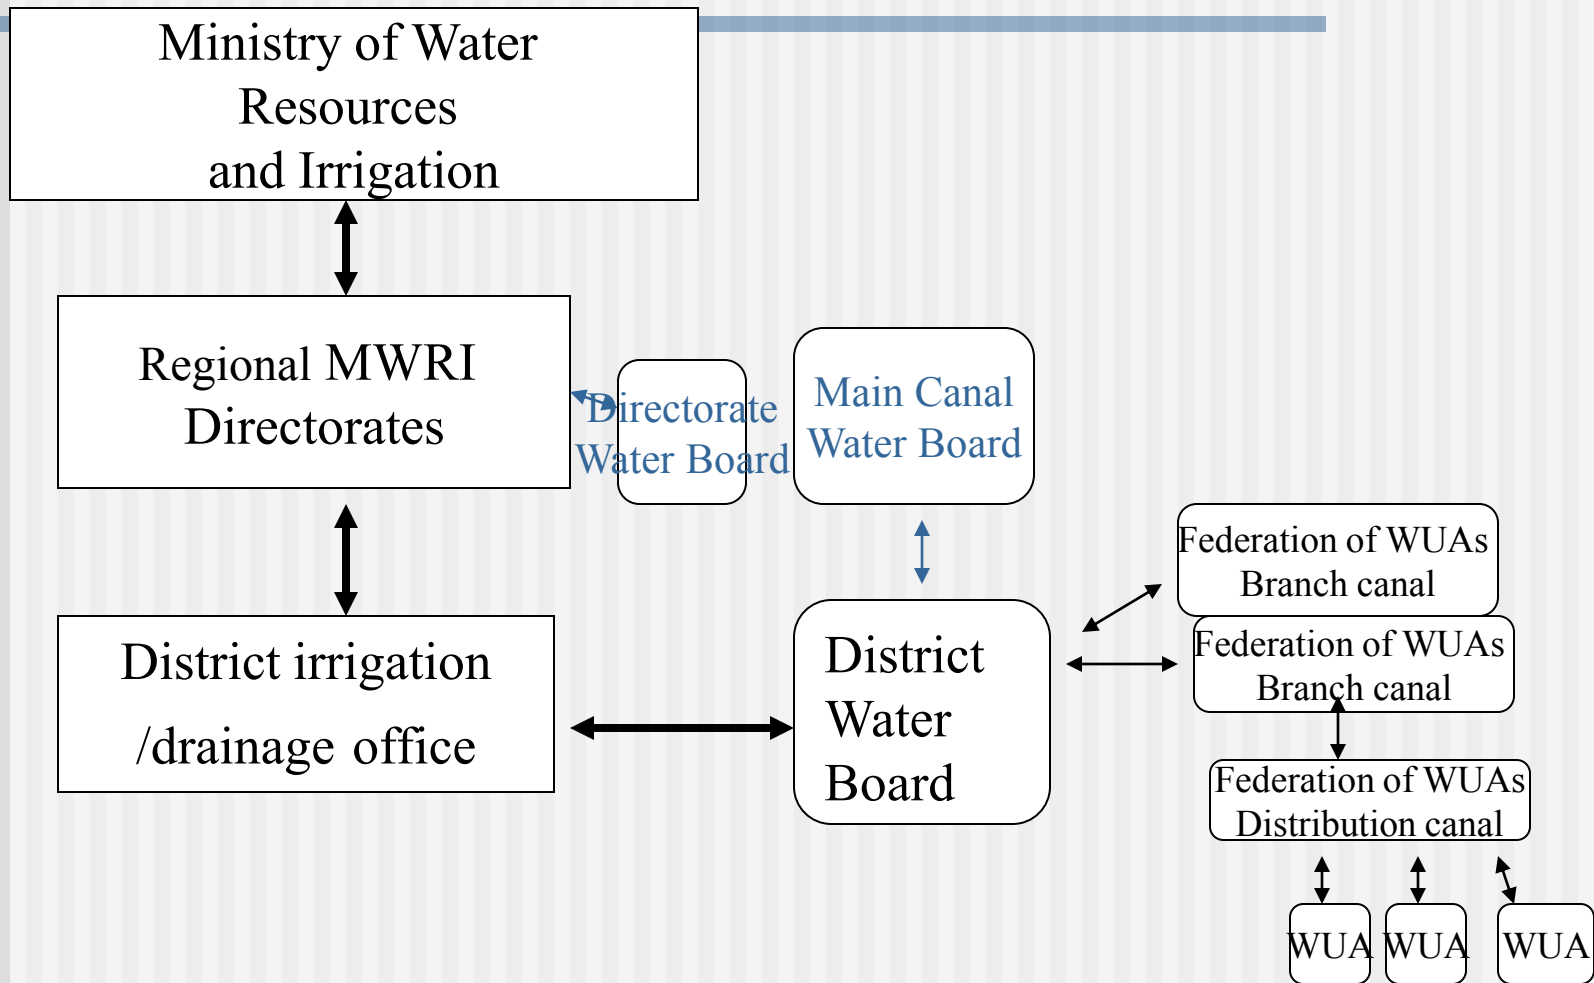 Ministry of Water
Resources
and Irrigation
Regional MWRI
Directorates
Directorate
Water Board
Main Canal
Water Board
Federation of WUAs
Branch canal
Federation of WUAs
Branch canal
District irrigation
/drainage office
District
Water
Board
Federation of WUAs
Distribution canal
WUA
WUA
WUA